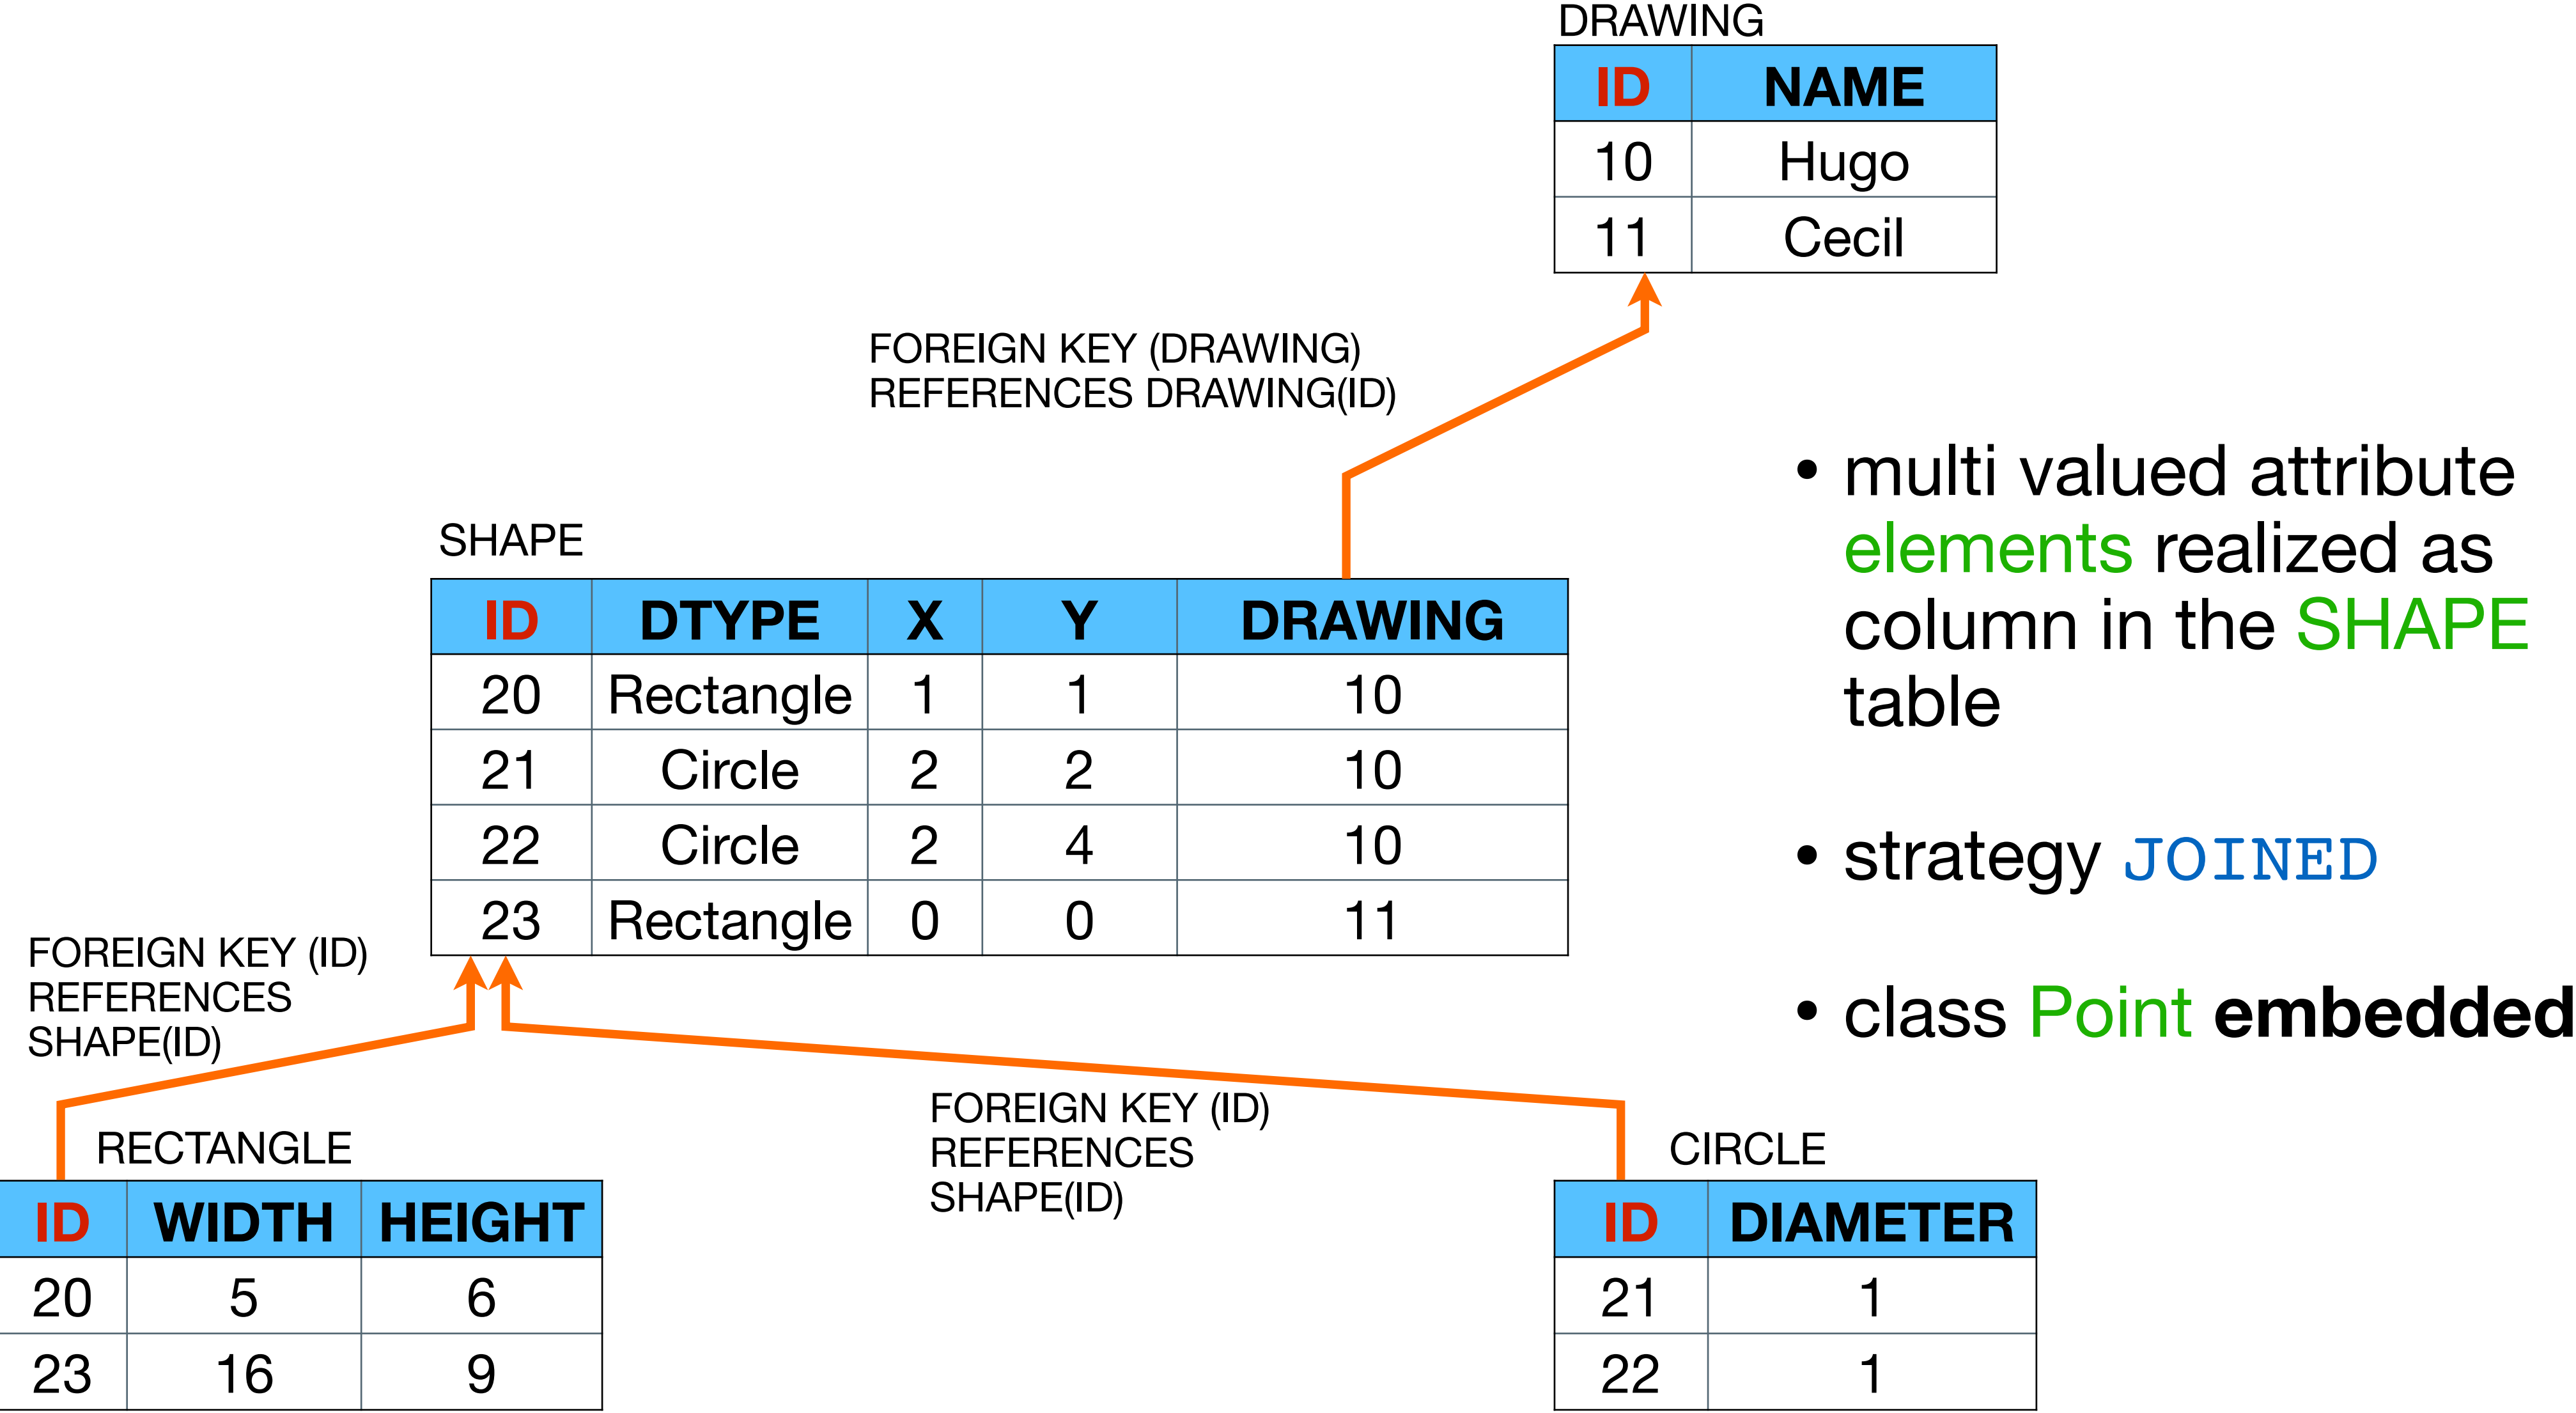 DRAWING
ID NAME
10 Hugo
11 Cecil
FOREIGN KEY (DRAWING)
REFERENCES DRAWING(ID)
SHAPE
ID DTYPE X Y DRAWING
20 Rectangle 1 1 10
21 Circle 2 2 10
22 Circle 2 4 10
23 Rectangle 0 0 11
• multi valued attribute
elements realized as
column in the SHAPE
table
• strategy JOINED
• class Point embedded
FOREIGN KEY (ID)
REFERENCES
SHAPE(ID)
RECTANGLE
ID WIDTH HEIGHT
20 5 6
23 16 9
FOREIGN KEY (ID)
REFERENCES
SHAPE(ID)
CIRCLE
ID DIAMETER
21 1
22 1